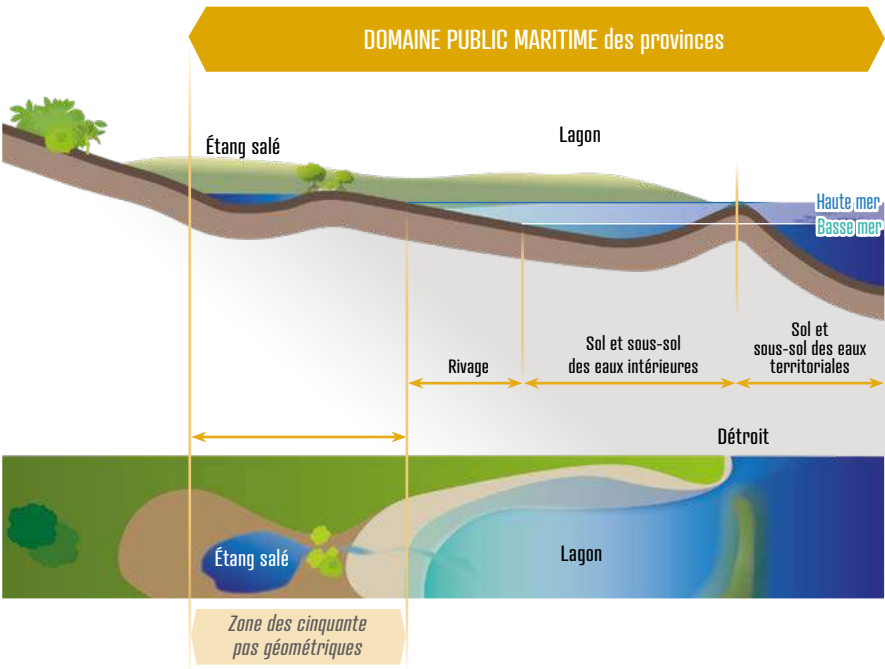 DOMAINE PUBLIC MARITIME des provinces
Étang salé
Lagon
Haute mer
Basse mer
Rivage
Sol et sous-sol
des eaux intérieures
Sol et
sous-sol des eaux
territoriales
Détroit
Étang salé
Lagon
Zone des cinquante
pas géométriques